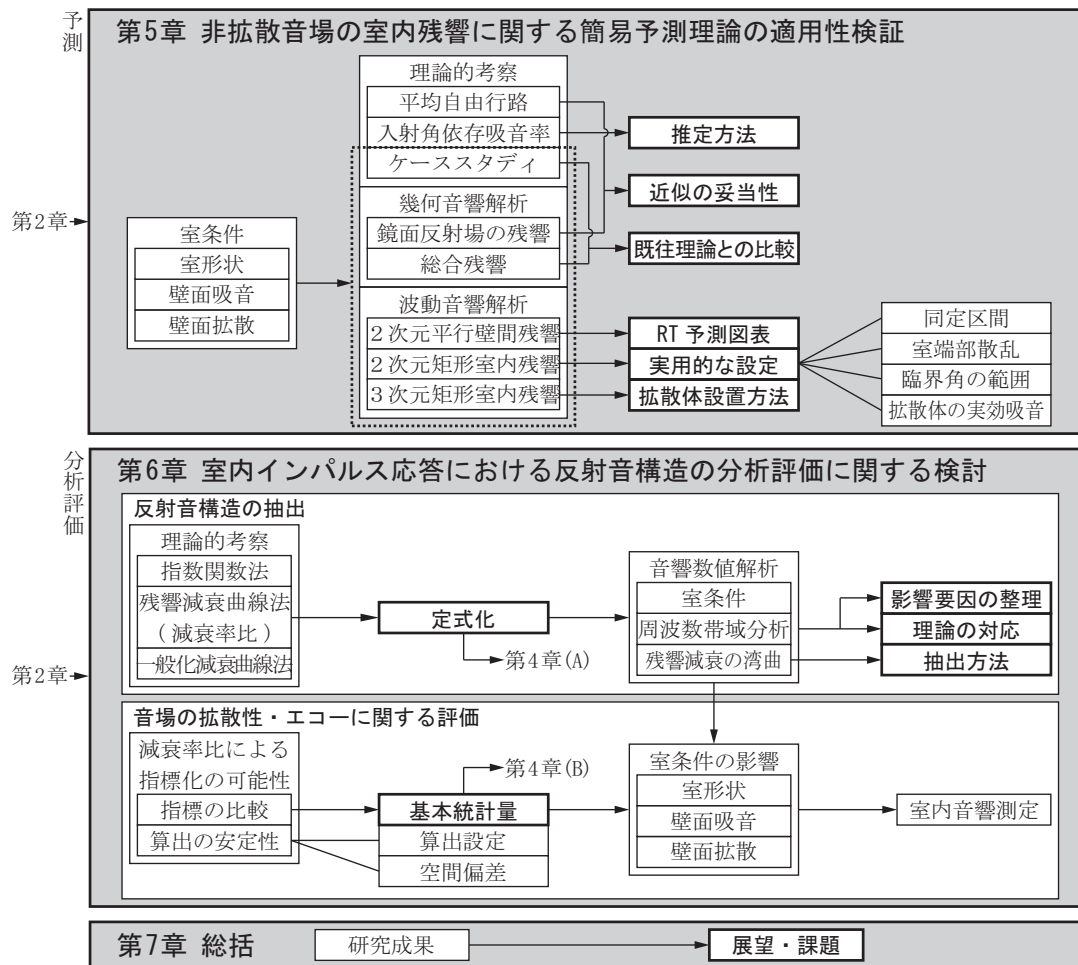 予測
第5章 非拡散音場の室内残響に関する簡易予測理論の適用性検証
理論的考察
平均自由行路
入射角依存吸音率
ケーススタディ
推定方法
近似の妥当性
既往理論との比較
第2章
室条件
室形状
壁面吸音
壁面拡散
幾何音響解析
鏡面反射場の残響
総合残響
波動音響解析
2次元平行壁間残響
2次元矩形室内残響
3次元矩形室内残響
RT 予測図表
実用的な設定
拡散体設置方法
同定区間
室端部散乱
臨界角の範囲
拡散体の実効吸音
分析評価
第6章 室内インパルス応答における反射音構造の分析評価に関する検討
反射音構造の抽出
理論的考察
指数関数法
残響減衰曲線法
(減衰率比)
一般化減衰曲線法
定式化
第4章(A)
音響数値解析
室条件
周波数帯域分析
残響減衰の湾曲
影響要因の整理
理論の対応
抽出方法
第2章
音場の拡散性・エコーに関する評価
減衰率比による
指標化の可能性
指標の比較
算出の安定性
第4章(B)
基本統計量
算出設定
空間偏差
室条件の影響
室形状
壁面吸音
壁面拡散
室内音響測定
第7章 総括
研究成果
展望・課題